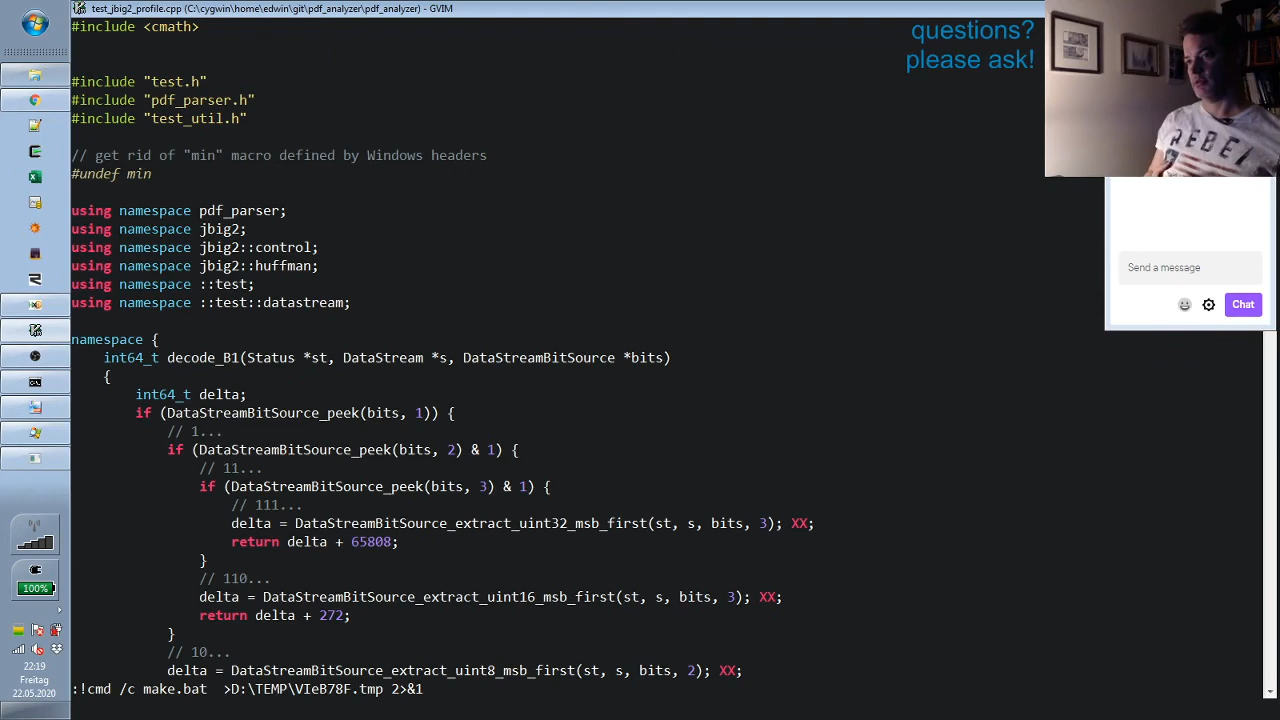 test_jbig2_profile.cpp (C:\cygwin\home\edwin\git\pdf_analyzer\pdf_analyzer) - GVIM
#include <cmath>
#include "test.h"
#include "pdf_parser.h"
#include "test_util.h"
// get rid of "min" macro defined by Windows headers
#undef min
using namespace pdf_parser;
using namespace jbig2;
using namespace jbig2::control;
using namespace jbig2::huffman;
using namespace ::test;
using namespace ::test::datastream;
namespace {
int64_t decode_B1(Status *st, DataStream *s, DataStreamBitSource *bits)
{
int64_t delta;
if (DataStreamBitSource_peek(bits, 1)) {
// 1...
if (DataStreamBitSource_peek(bits, 2) & 1) {
// 11...
if (DataStreamBitSource_peek(bits, 3) & 1) {
// 111...
delta = DataStreamBitSource_extract_uint32_msb_first(st, s, bits, 3); XX;
return delta + 65808;
}
// 110...
delta = DataStreamBitSource_extract_uint16_msb_first(st, s, bits, 3); XX;
return delta + 272;
}
// 10...
delta = DataStreamBitSource_extract_uint8_msb_first(st, s, bits, 2); XX;
:!cmd /c make.bat  >D:\TEMP\VIeB78F.tmp 2>&1
questions?
please ask!
REBEL
Send a message
Chat
100%
22:19
Freitag
22.05.2020